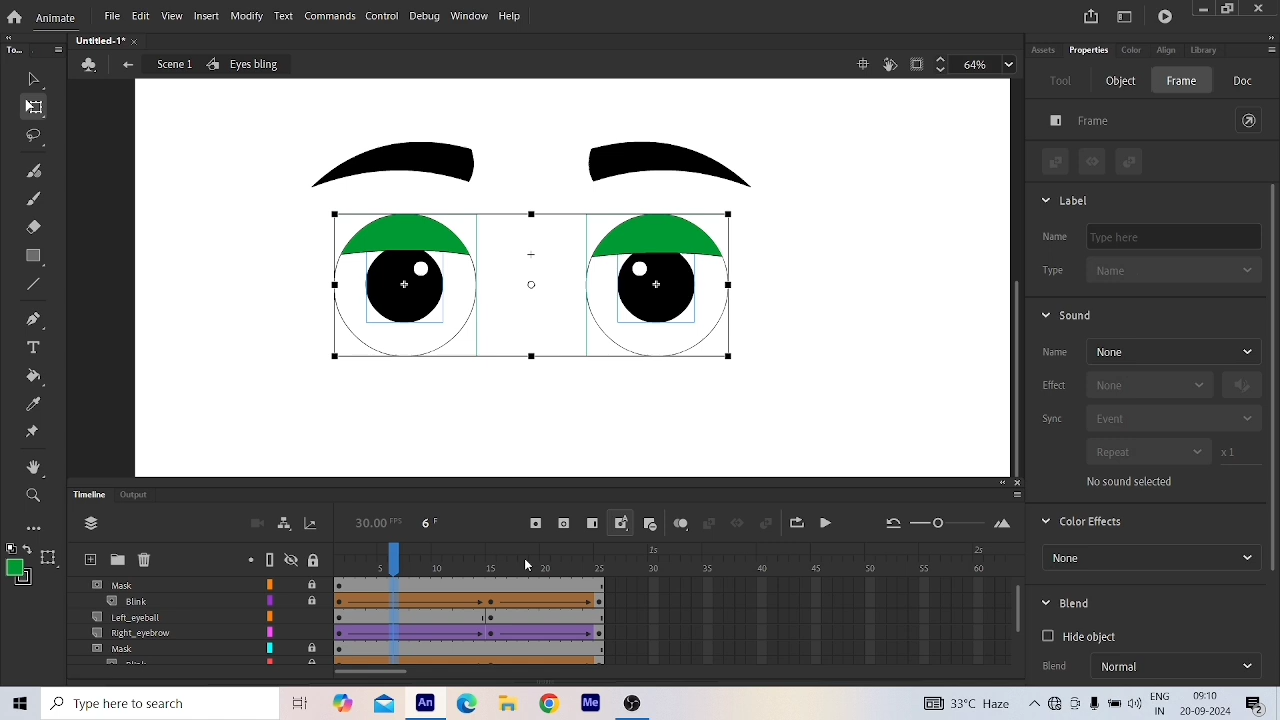 Animate File Edit View Insert Modify Text Commands Control Debug Window Help
Untitled-1* ×
Scene 1 Eyes bling 64%
To...
Assets Properties Color Align Library
Tool Object Frame Doc
Frame
Label
Name Type here
Type Name
Sound
Name None
Effect None
Sync Event
Repeat x 1
No sound selected
Color Effects
None
Blend
Hide object
Blend Normal
Timeline Output
30.00 FPS 6 F
1s 2s
5 10 15 20 25 30 35 40 45 50 55 60
Mask
Blink
Left_eyeball
Right_eyebrow
Type here to search
An
Me
33°C Haze
ENG
IN
09:10
20-09-2024
2